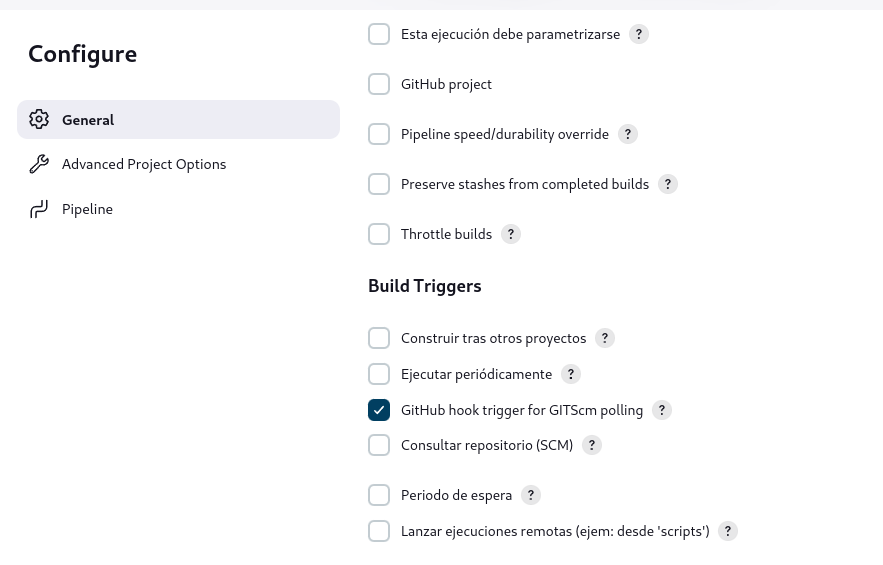 Configure
General
Advanced Project Options
Pipeline
Esta ejecución debe parametrizarse ?
GitHub project
Pipeline speed/durability override ?
Preserve stashes from completed builds ?
Throttle builds ?
Build Triggers
Construir tras otros proyectos ?
Ejecutar periódicamente ?
GitHub hook trigger for GITScm polling ?
Consultar repositorio (SCM) ?
Periodo de espera ?
Lanzar ejecuciones remotas (ejem: desde 'scripts') ?